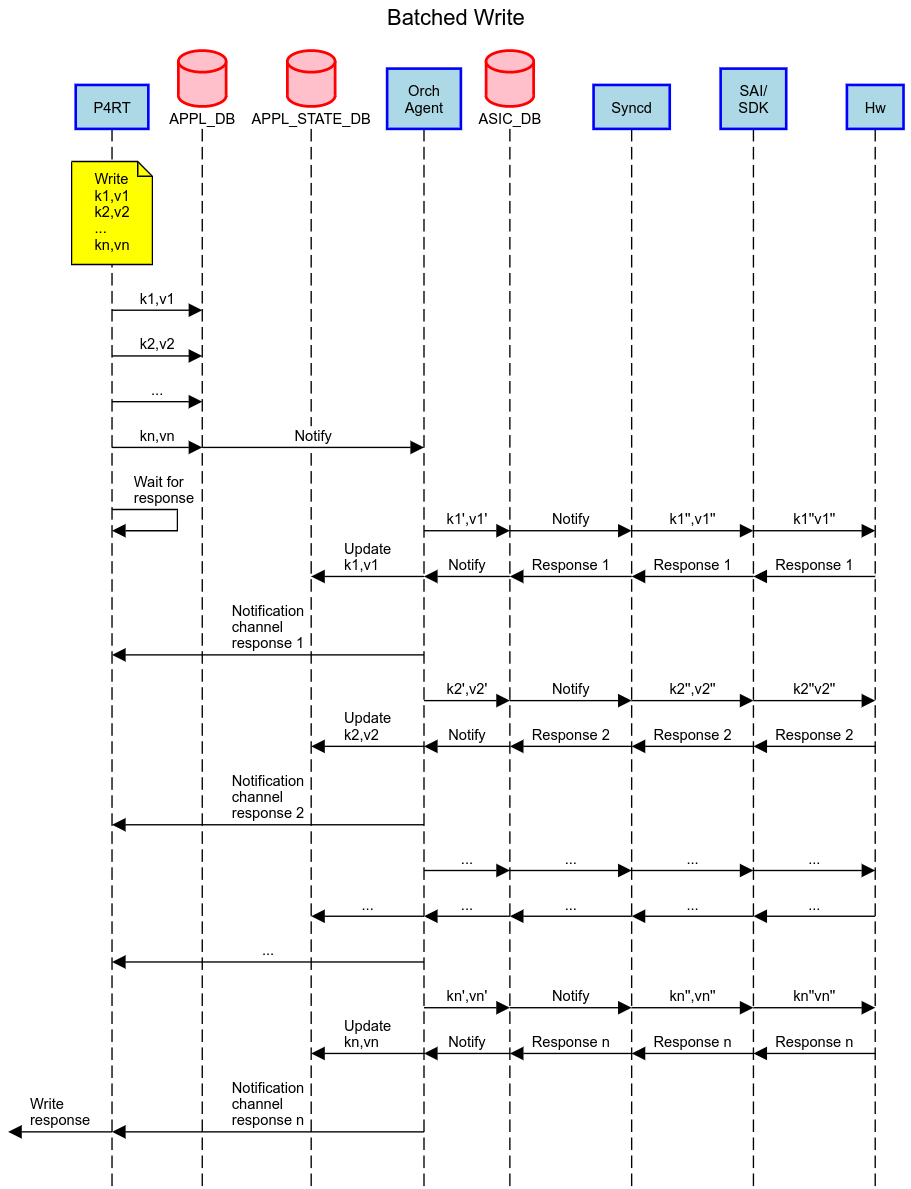 Batched Write
P4RT
APPL_DB
APPL_STATE_DB
Orch
Agent
ASIC_DB
Syncd
SAI/
SDK
Hw
Write
k1,v1
k2,v2
...
kn,vn
k1,v1
k2,v2
...
kn,vn
Notify
Wait for
response
k1',v1'
Notify
k1",v1"
k1"v1"
Update
k1,v1
Notify
Response 1
Response 1
Response 1
Notification
channel
response 1
k2',v2'
Notify
k2",v2"
k2"v2"
Update
k2,v2
Notify
Response 2
Response 2
Response 2
Notification
channel
response 2
...
...
...
...
...
...
...
...
...
...
kn',vn'
Notify
kn",vn"
kn"vn"
Update
kn,vn
Notify
Response n
Response n
Response n
Notification
channel
response n
Write
response